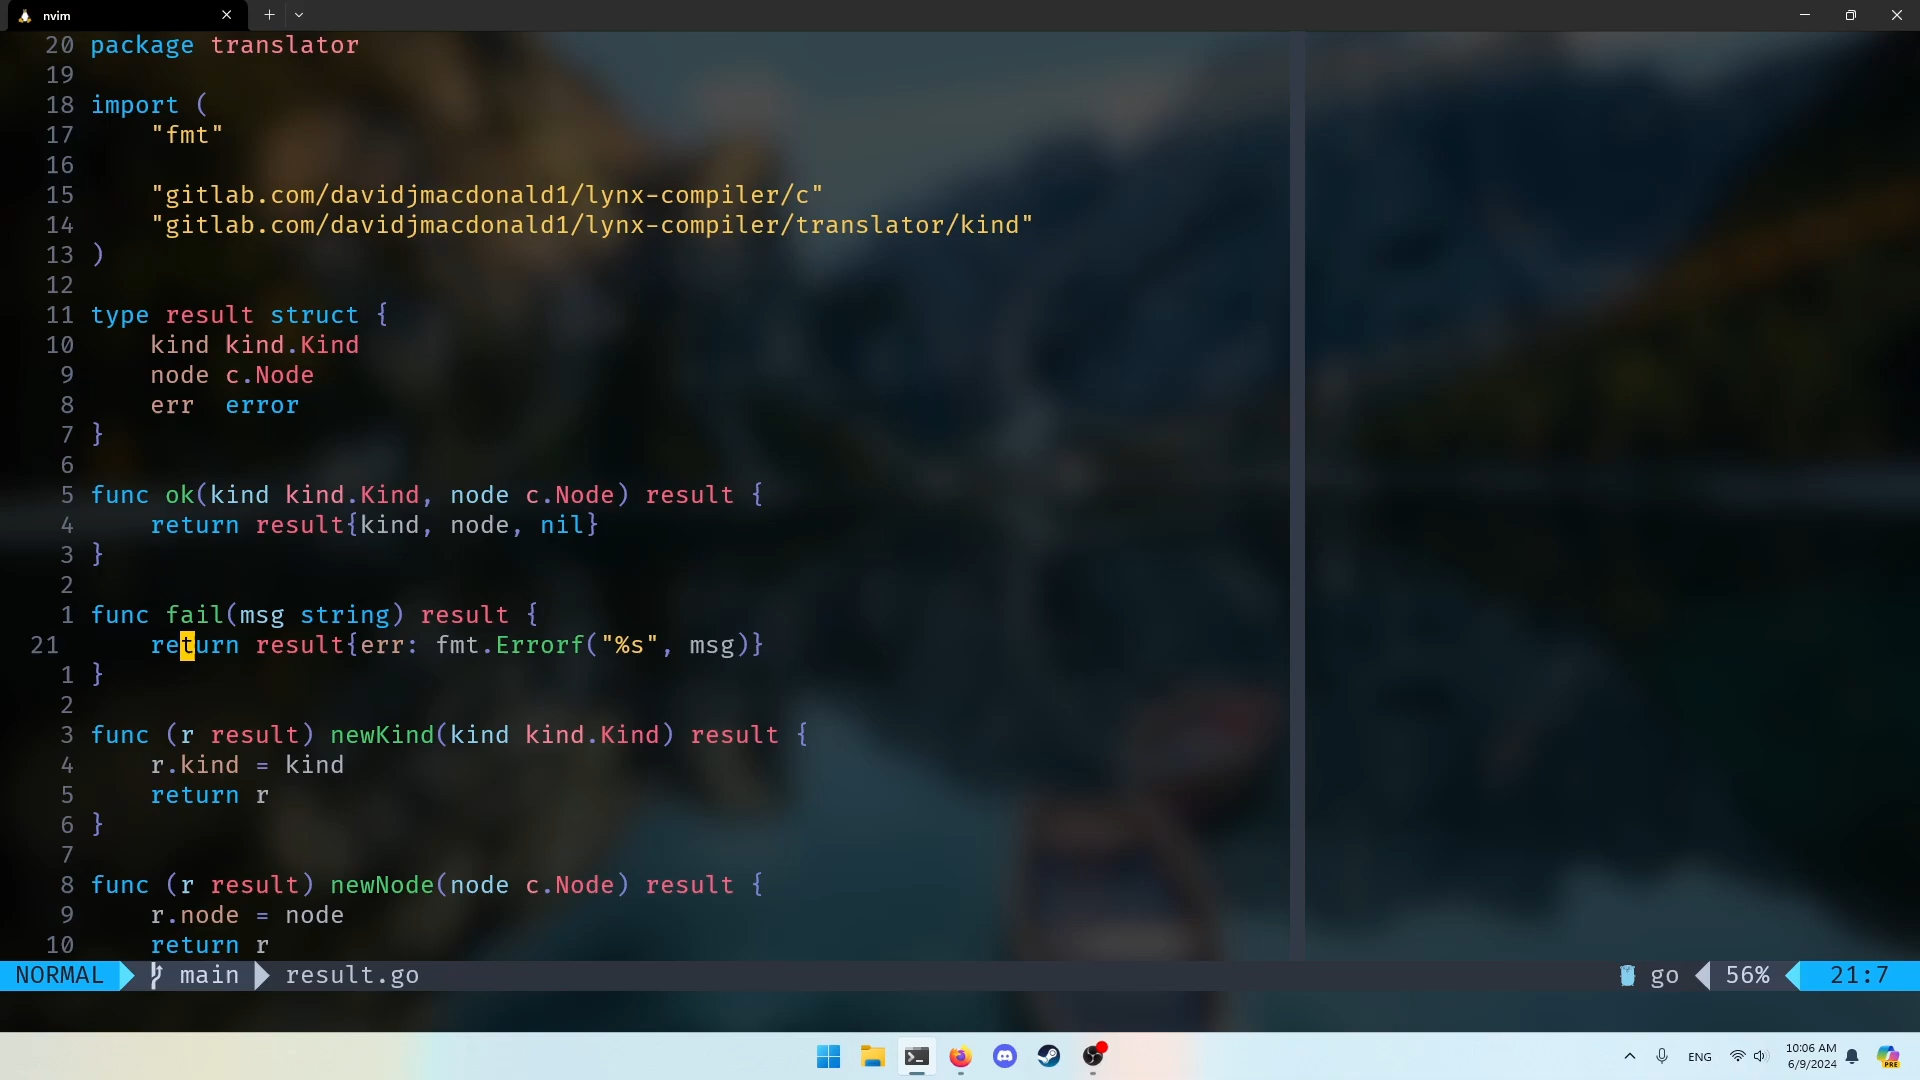 nvim
20 package translator
19
18 import (
17 "fmt"
16
15 "gitlab.com/davidjmacdonald1/lynx-compiler/c"
14 "gitlab.com/davidjmacdonald1/lynx-compiler/translator/kind"
13 )
12
11 type result struct {
10 kind kind.Kind
9 node c.Node
8 err error
7 }
6
5 func ok(kind kind.Kind, node c.Node) result {
4 return result{kind, node, nil}
3 }
2
1 func fail(msg string) result {
21 return result{err: fmt.Errorf("%s", msg)}
1 }
2
3 func (r result) newKind(kind kind.Kind) result {
4 r.kind = kind
5 return r
6 }
7
8 func (r result) newNode(node c.Node) result {
9 r.node = node
10 return r
NORMAL main result.go go 56% 21:7
ENG 10:06 AM
6/9/2024
PRE